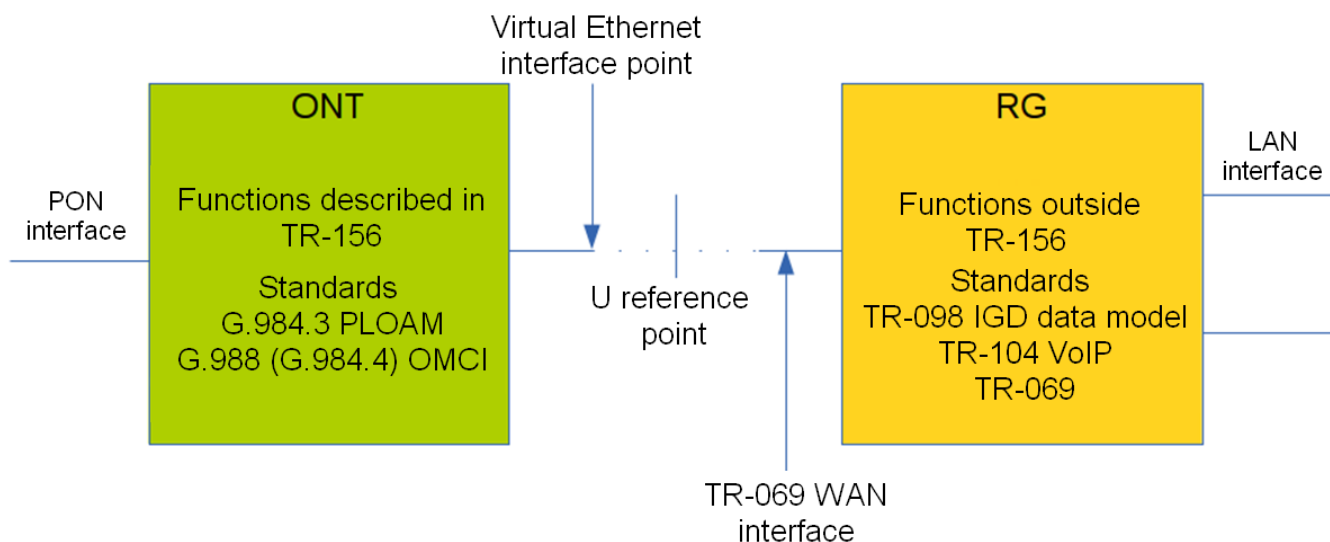 Virtual Ethernet
interface point
ONT
RG
PON
interface
Functions described in
TR-156
Standards
G.984.3 PLOAM
G.988 (G.984.4) OMCI
U reference
point
Functions outside
TR-156
Standards
TR-098 IGD data model
TR-104 VoIP
TR-069
LAN
interface
TR-069 WAN
interface